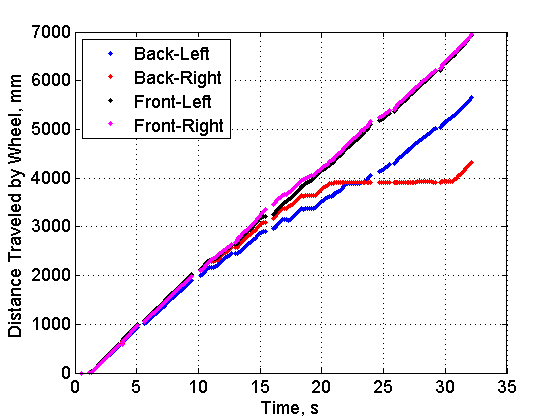 7000
6000
5000
4000
3000
2000
1000
0
Distance Traveled by Wheel, mm
Back-Left
Back-Right
Front-Left
Front-Right
0 5 10 15 20 25 30 35
Time, s